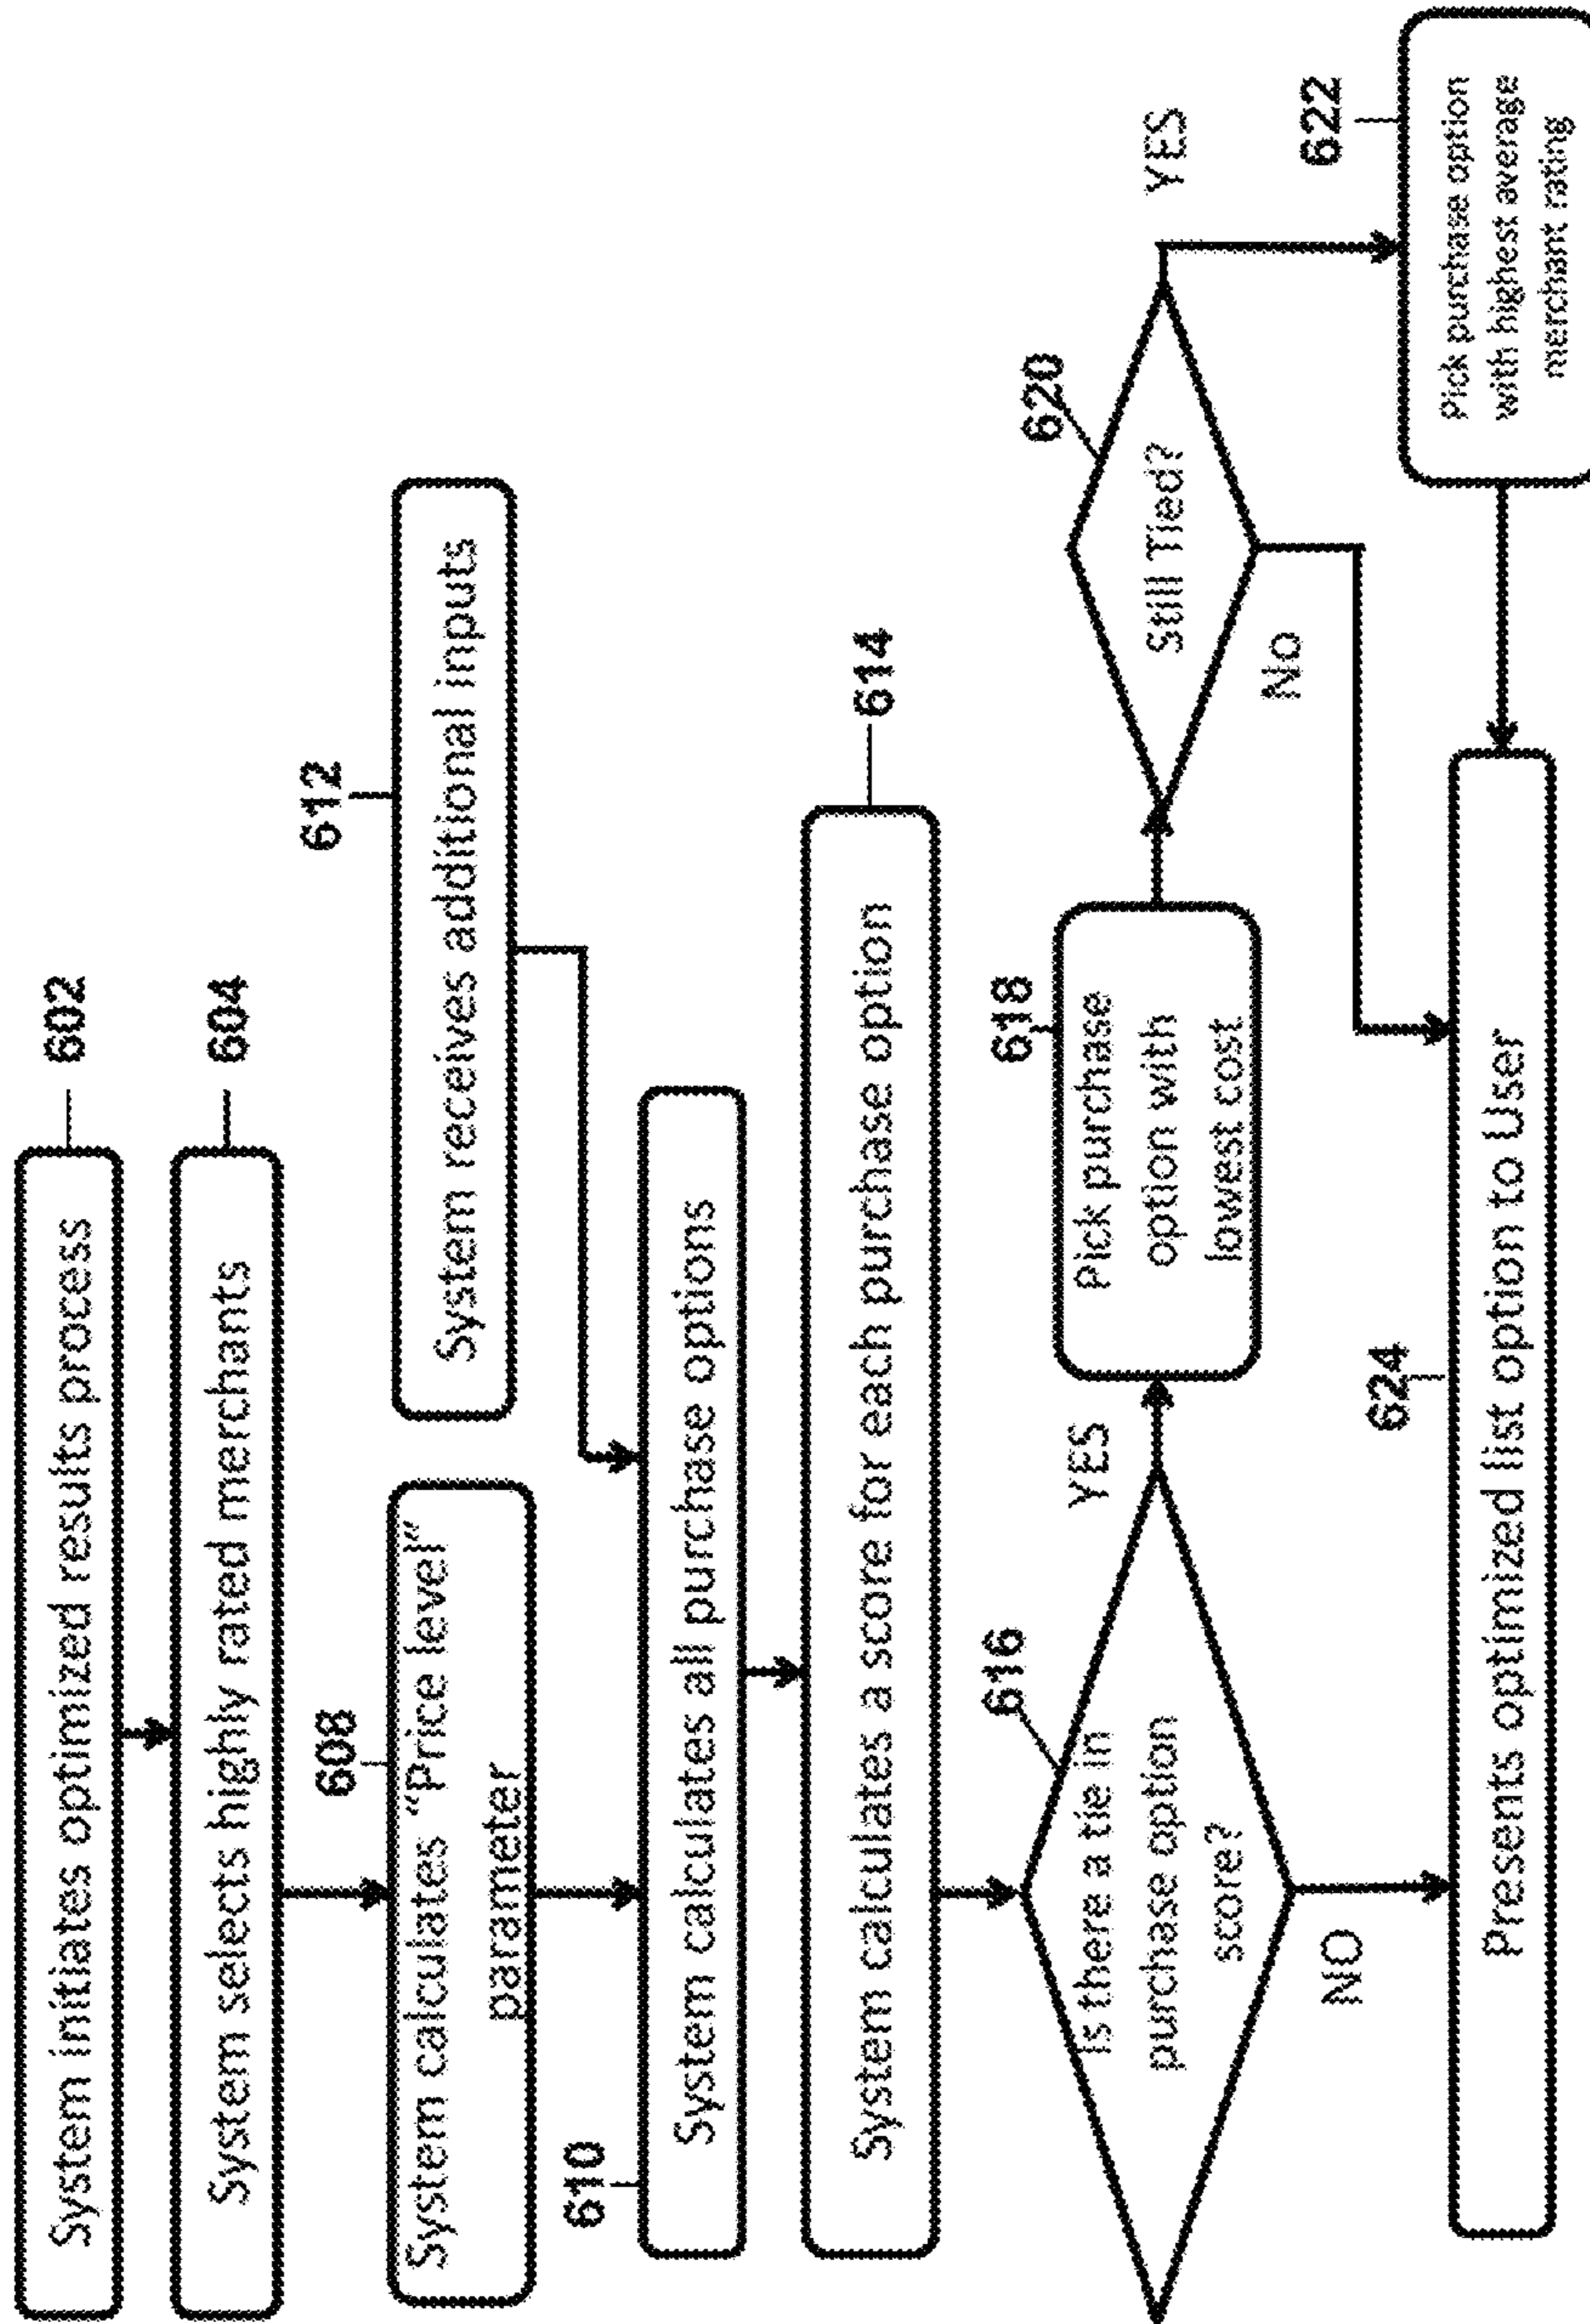 System initiates optimized results process
602
System selects highly rated merchants
604
608
System calculates "Price level"
parameter
612
System receives additional inputs
610
System calculates all purchase options
System calculates a score for each purchase option
614
616
Is there a tie in
purchase option
score?
YES
NO
618
Pick purchase
option with
lowest cost
620
Still Tied?
YES
No
622
Pick purchase option
with highest average
merchant rating
624
Presents optimized list option to User